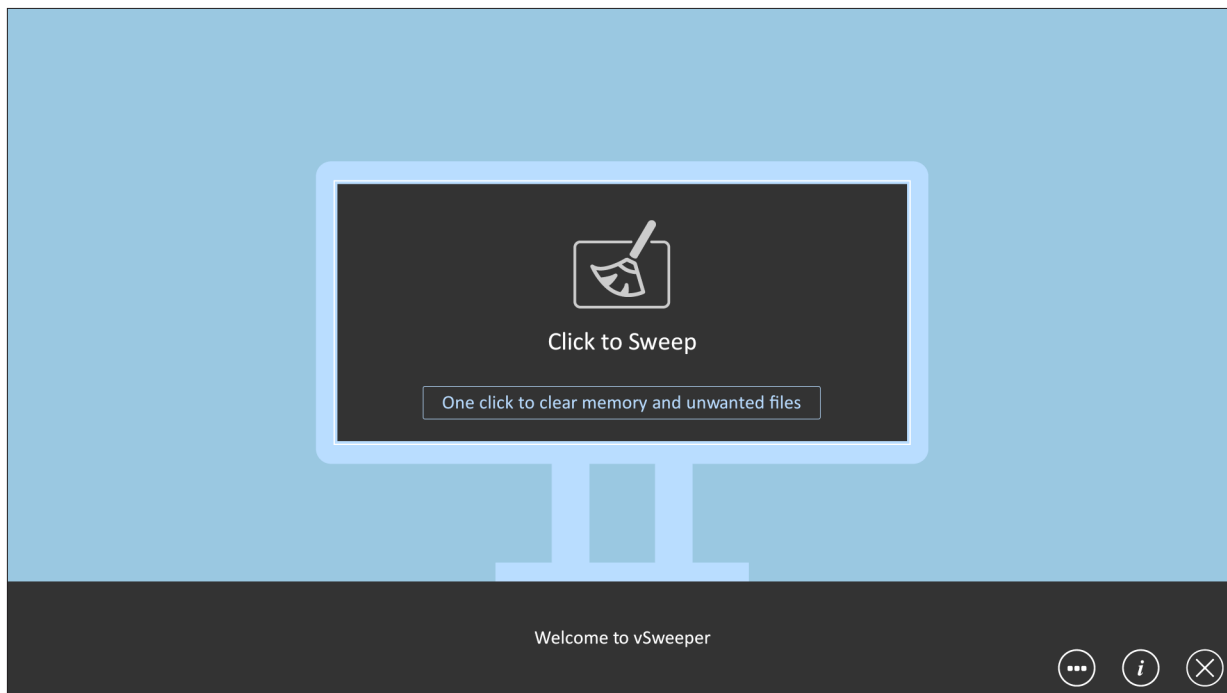 Click to Sweep
One click to clear memory and unwanted files
Welcome to vSweeper
i